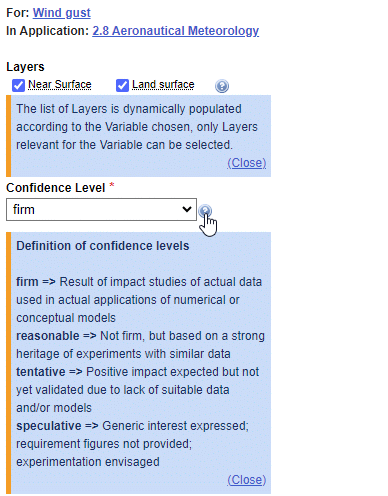 For: Wind gust
In Application: 2.8 Aeronautical Meteorology
Layers
Near Surface Land surface ?
The list of Layers is dynamically populated
according to the Variable chosen, only Layers
relevant for the Variable can be selected.
(Close)
Confidence Level *
firm ?
Definition of confidence levels
firm => Result of impact studies of actual data
used in actual applications of numerical or
conceptual models
reasonable => Not firm, but based on a strong
heritage of experiments with similar data
tentative => Positive impact expected but not
yet validated due to lack of suitable data
and/or models
speculative => Generic interest expressed;
requirement figures not provided;
experimentation envisaged
(Close)